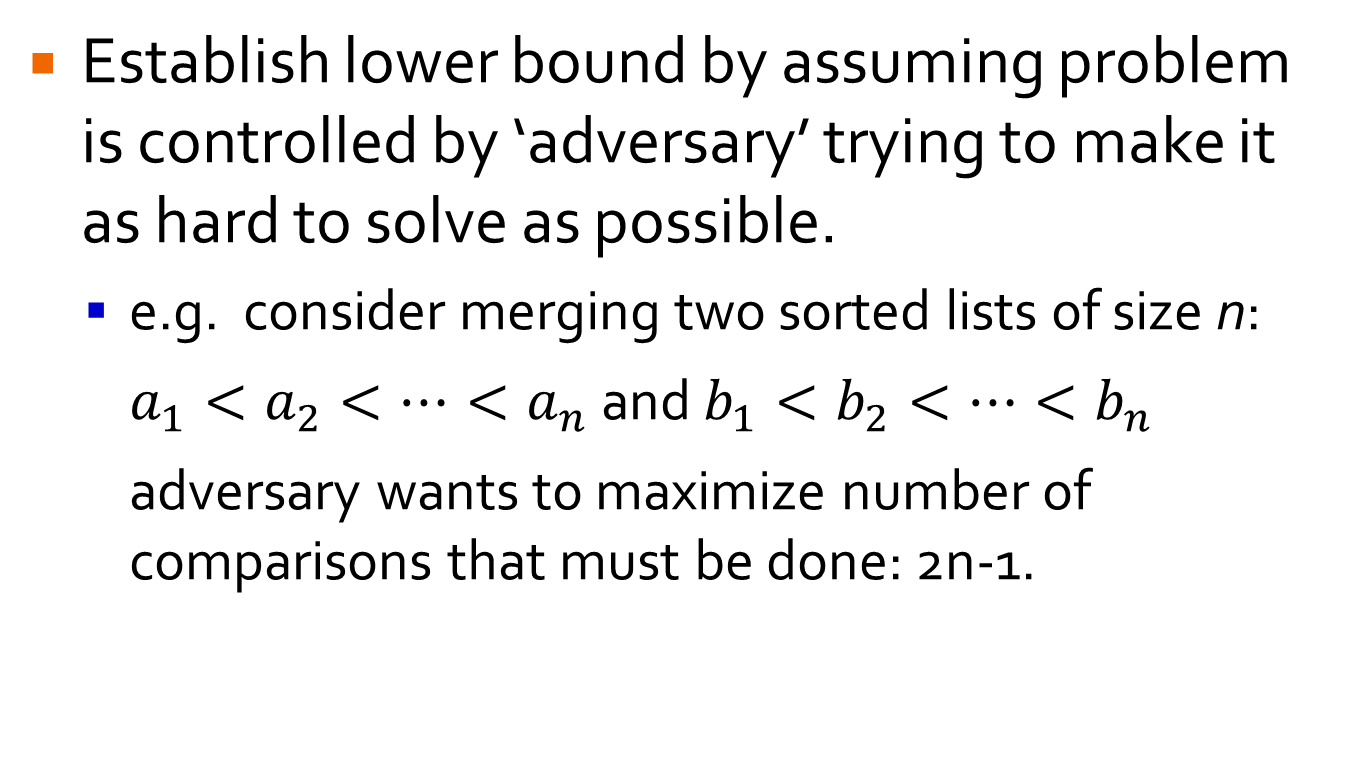 Establish lower bound by assuming problem
is controlled by ‘adversary’ trying to make it
as hard to solve as possible.
e.g.  consider merging two sorted lists of size n:
a₁ < a₂ < ⋯ < aₙ and b₁ < b₂ < ⋯ < bₙ
adversary wants to maximize number of
comparisons that must be done: 2n-1.